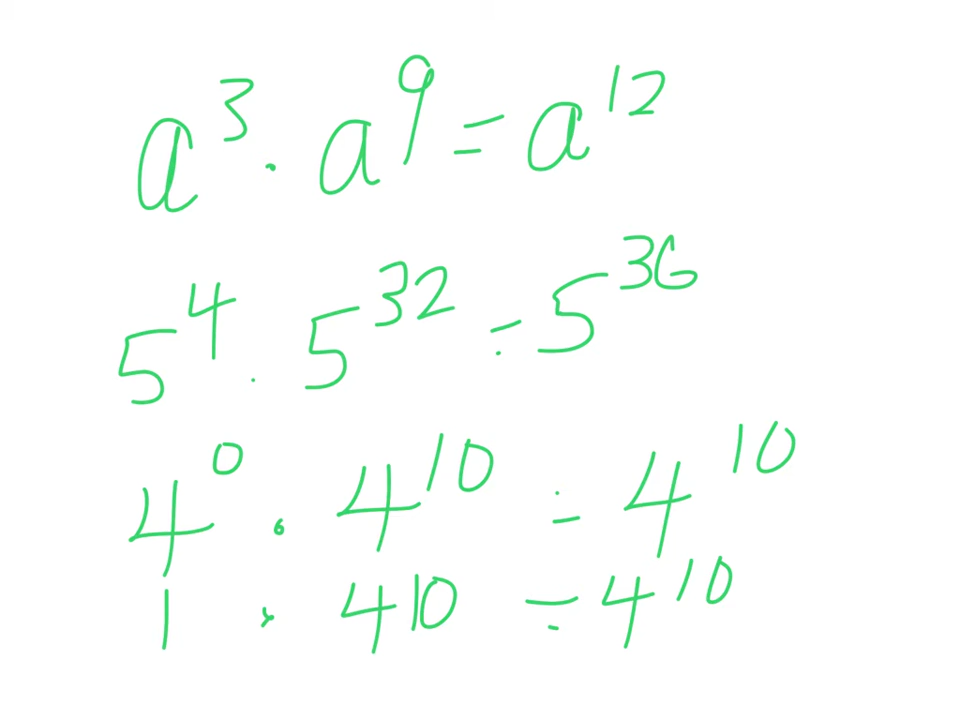 a³ · a⁹ = a¹²
5⁴ · 5³² = 5³⁶
4⁰ · 4¹⁰ = 4¹⁰
1 · 4¹⁰ = 4¹⁰